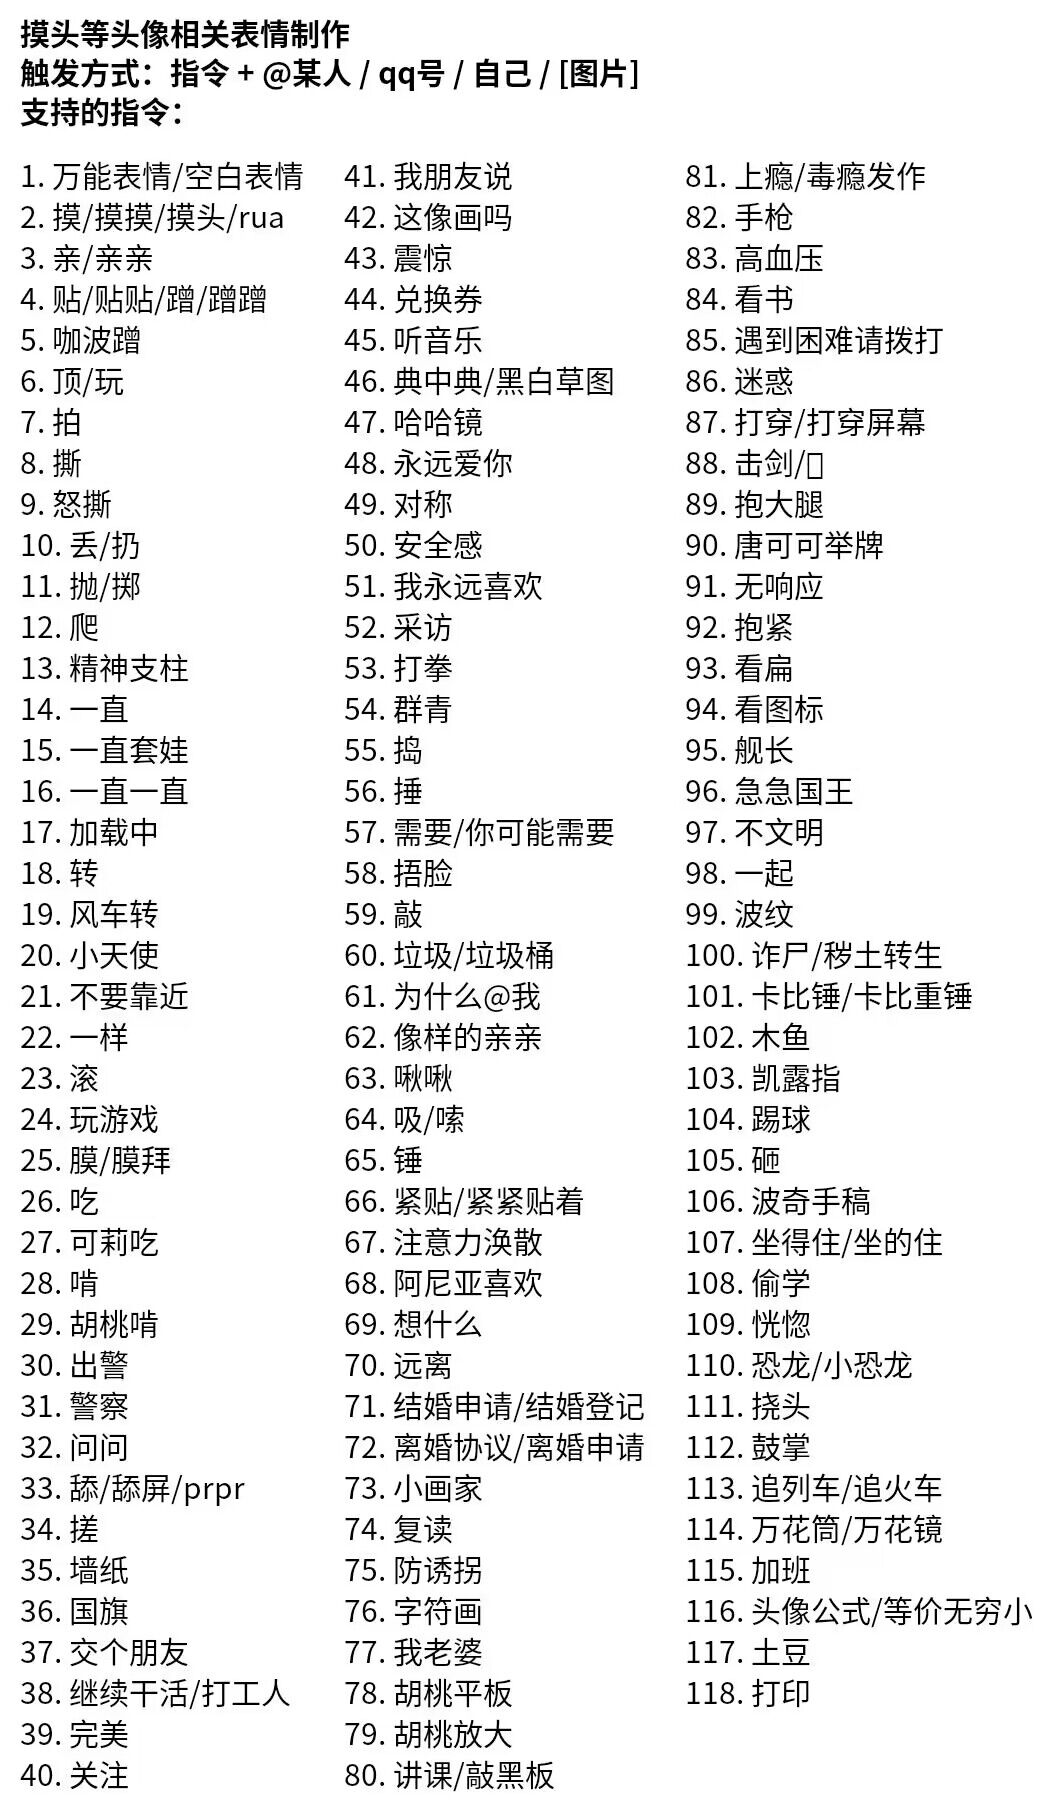 摸头等头像相关表情制作
触发方式：指令 + @某人 / qq号 / 自己 / [图片]
支持的指令：
1. 万能表情/空白表情
2. 摸/摸摸/摸头/rua
3. 亲/亲亲
4. 贴/贴贴/蹭/蹭蹭
5. 咖波蹭
6. 顶/玩
7. 拍
8. 撕
9. 怒撕
10. 丢/扔
11. 抛/掷
12. 爬
13. 精神支柱
14. 一直
15. 一直套娃
16. 一直一直
17. 加载中
18. 转
19. 风车转
20. 小天使
21. 不要靠近
22. 一样
23. 滚
24. 玩游戏
25. 膜/膜拜
26. 吃
27. 可莉吃
28. 啃
29. 胡桃啃
30. 出警
31. 警察
32. 问问
33. 舔/舔屏/prpr
34. 搓
35. 墙纸
36. 国旗
37. 交个朋友
38. 继续干活/打工人
39. 完美
40. 关注
41. 我朋友说
42. 这像画吗
43. 震惊
44. 兑换券
45. 听音乐
46. 典中典/黑白草图
47. 哈哈镜
48. 永远爱你
49. 对称
50. 安全感
51. 我永远喜欢
52. 采访
53. 打拳
54. 群青
55. 捣
56. 捶
57. 需要/你可能需要
58. 捂脸
59. 敲
60. 垃圾/垃圾桶
61. 为什么@我
62. 像样的亲亲
63. 啾啾
64. 吸/嗦
65. 锤
66. 紧贴/紧紧贴着
67. 注意力涣散
68. 阿尼亚喜欢
69. 想什么
70. 远离
71. 结婚申请/结婚登记
72. 离婚协议/离婚申请
73. 小画家
74. 复读
75. 防诱拐
76. 字符画
77. 我老婆
78. 胡桃平板
79. 胡桃放大
80. 讲课/敲黑板
81. 上瘾/毒瘾发作
82. 手枪
83. 高血压
84. 看书
85. 遇到困难请拨打
86. 迷惑
87. 打穿/打穿屏幕
88. 击剑/
89. 抱大腿
90. 唐可可举牌
91. 无响应
92. 抱紧
93. 看扁
94. 看图标
95. 舰长
96. 急急国王
97. 不文明
98. 一起
99. 波纹
100. 诈尸/秽土转生
101. 卡比锤/卡比重锤
102. 木鱼
103. 凯露指
104. 踢球
105. 砸
106. 波奇手稿
107. 坐得住/坐的住
108. 偷学
109. 恍惚
110. 恐龙/小恐龙
111. 挠头
112. 鼓掌
113. 追列车/追火车
114. 万花筒/万花镜
115. 加班
116. 头像公式/等价无穷小
117. 土豆
118. 打印